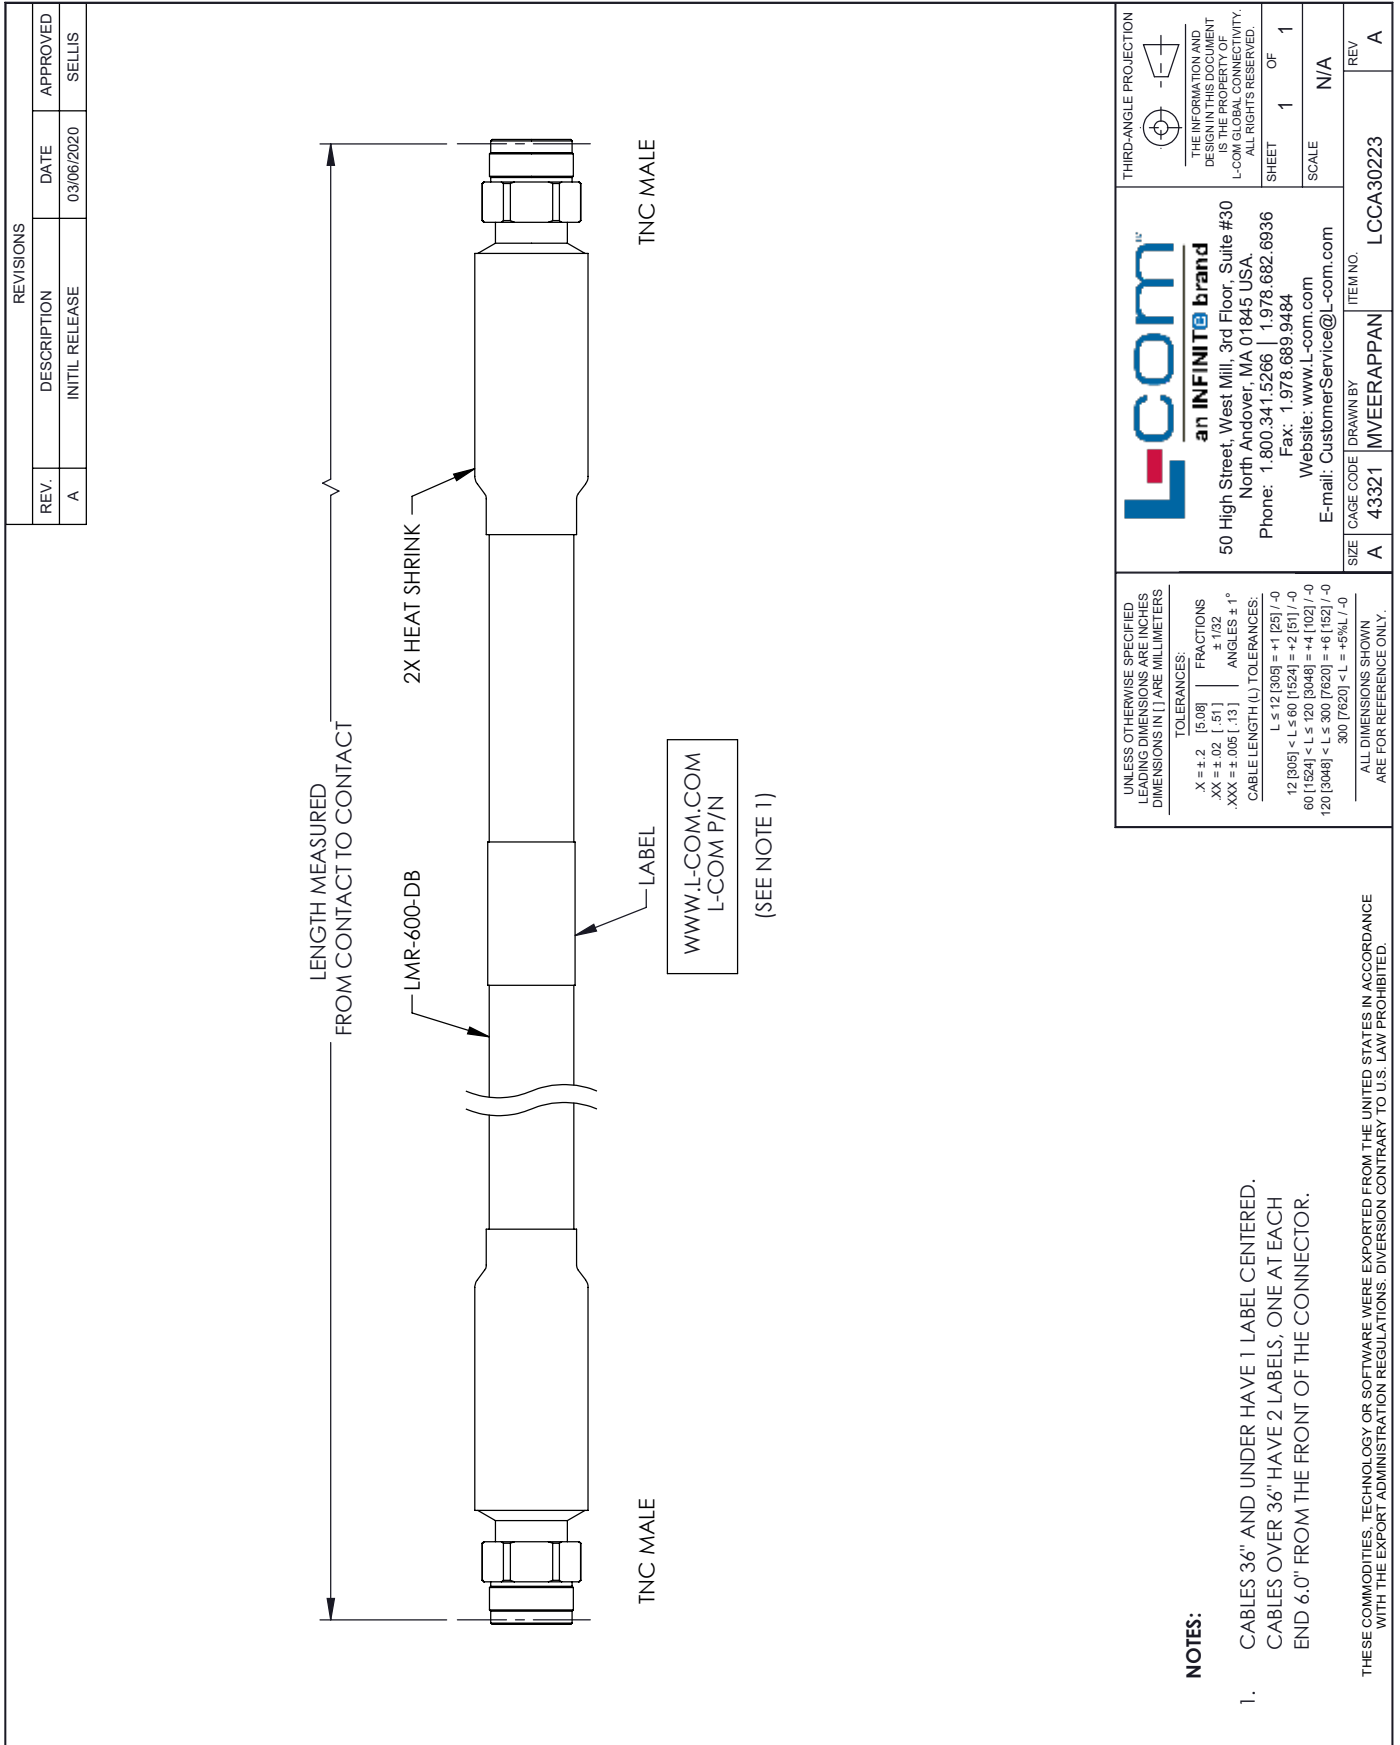 REVISIONS
REV. DESCRIPTION DATE APPROVED
A INITIL RELEASE 03/06/2020 SELLIS
LENGTH MEASURED
FROM CONTACT TO CONTACT
LMR-600-DB
2X HEAT SHRINK
TNC MALE
TNC MALE
LABEL
WWW.L-COM.COM
L-COM P/N
(SEE NOTE 1)
NOTES:
1. CABLES 36" AND UNDER HAVE 1 LABEL CENTERED.
CABLES OVER 36" HAVE 2 LABELS, ONE AT EACH
END 6.0" FROM THE FRONT OF THE CONNECTOR.
THESE COMMODITIES, TECHNOLOGY OR SOFTWARE WERE EXPORTED FROM THE UNITED STATES IN ACCORDANCE
WITH THE EXPORT ADMINISTRATION REGULATIONS. DIVERSION CONTRARY TO U.S. LAW PROHIBITED.
UNLESS OTHERWISE SPECIFIED
LEADING DIMENSIONS ARE INCHES
DIMENSIONS IN [ ] ARE MILLIMETERS
TOLERANCES:
.X = ± .2 [5.08] FRACTIONS
.XX = ± .02 [ .51 ] ± 1/32
.XXX = ± .005 [ .13 ] ANGLES ± 1°
CABLE LENGTH (L) TOLERANCES:
L ≤ 12 [305] = +1 [25] / -0
12 [305] < L ≤ 60 [1524] = +2 [51] / -0
60 [1524] < L ≤ 120 [3048] = +4 [102] / -0
120 [3048] < L ≤ 300 [7620] = +6 [152] / -0
300 [7620] < L = +5%L / -0
ALL DIMENSIONS SHOWN
ARE FOR REFERENCE ONLY.
L-com
an INFINIT@ brand
50 High Street, West Mill, 3rd Floor, Suite #30
North Andover, MA 01845 USA.
Phone: 1.800.341.5266 | 1.978.682.6936
Fax: 1.978.689.9484
Website: www.L-com.com
E-mail: CustomerService@L-com.com
THIRD-ANGLE PROJECTION
THE INFORMATION AND
DESIGN IN THIS DOCUMENT
IS THE PROPERTY OF
L-COM GLOBAL CONNECTIVITY.
ALL RIGHTS RESERVED.
SHEET 1 OF 1
SCALE N/A
SIZE A
CAGE CODE 43321
DRAWN BY MVEERAPPAN
ITEM NO. LCCA30223
REV A